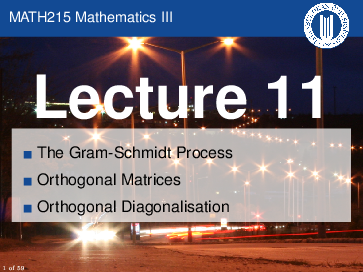 MATH215 Mathematics III
Lecture 11
The Gram-Schmidt Process
Orthogonal Matrices
Orthogonal Diagonalisation
1 of 59